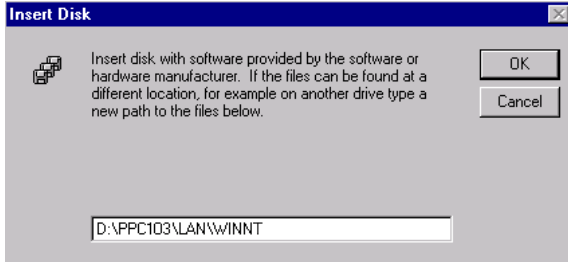 Insert Disk
Insert disk with software provided by the software or
hardware manufacturer. If the files can be found at a
different location, for example on another drive type a
new path to the files below.
OK
Cancel
D:\PPC103\LAN\WINNT